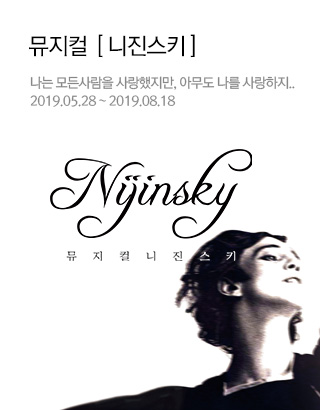 뮤지컬 [ 니진스키 ]
나는 모든사람을 사랑했지만, 아무도 나를 사랑하지..
2019.05.28 ~ 2019.08.18
Nijinsky
뮤지컬니진스키